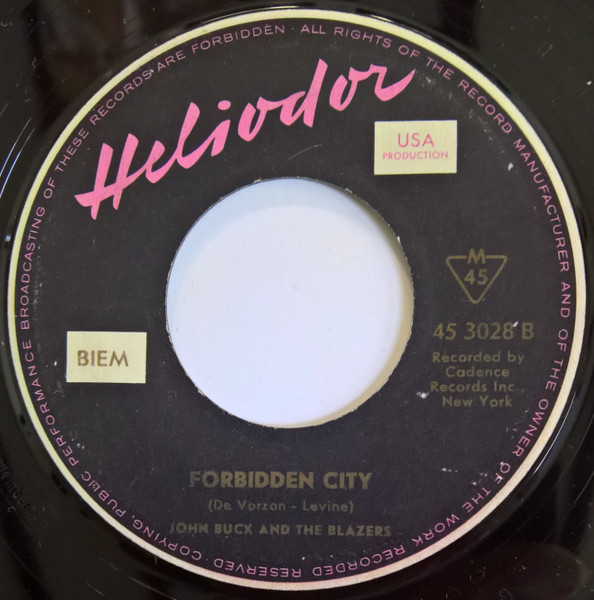 ALL RIGHTS OF THE RECORD MANUFACTURER AND OF THE OWNER OF THE WORK RECORDED RESERVED · COPYING, PUBLIC PERFORMANCE BROADCASTING OF THESE RECORDS ARE FORBIDDEN ·
Heliodor
USA
PRODUCTION
M
45
45 3028 B
BIEM
Recorded by
Cadence
Records Inc.,
New York
FORBIDDEN CITY
(De Vorzon - Levine)
JOHN BUCK AND THE BLAZERS